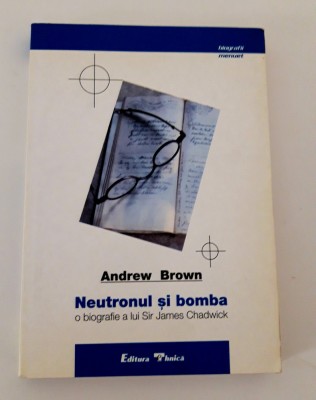 biografii
memorii
Andrew Brown
Neutronul și bomba
o biografie a lui Sir James Chadwick
Editura Tehnică